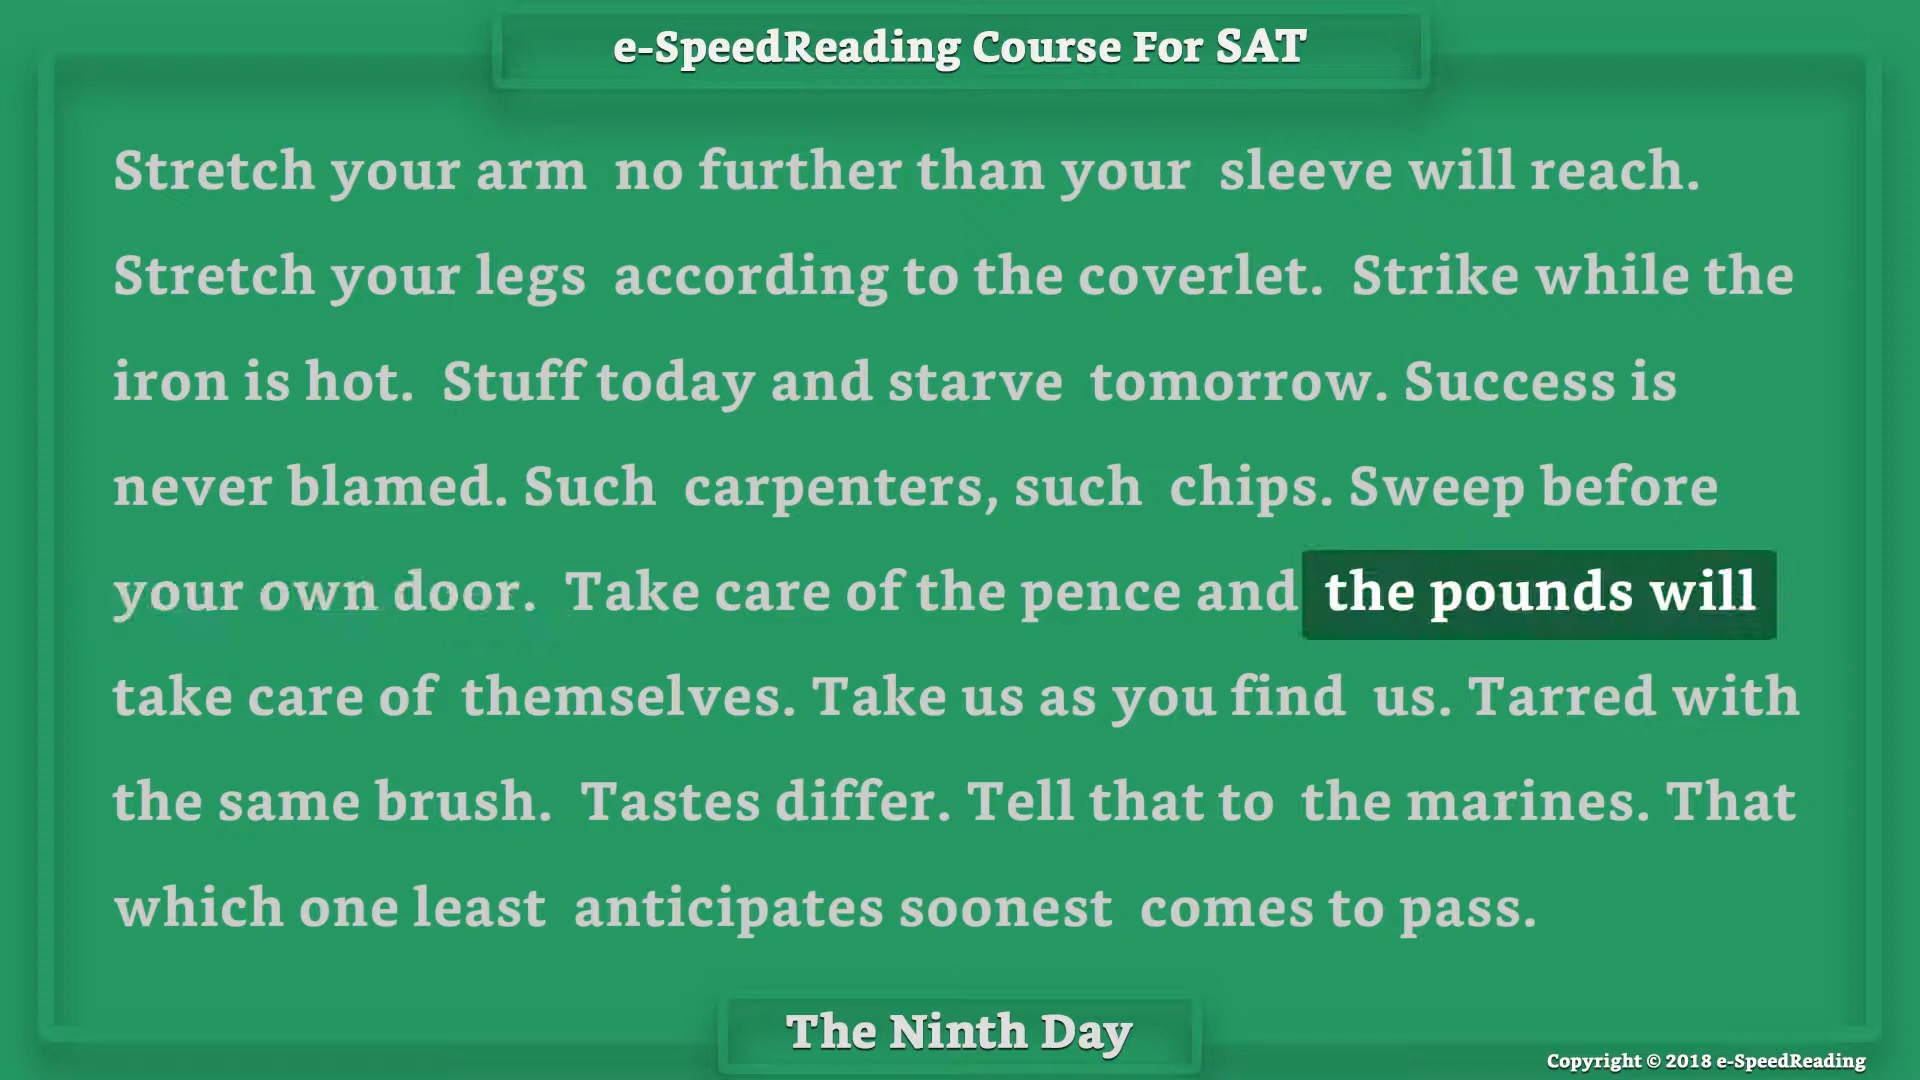 e-SpeedReading Course For SAT
Stretch your arm no further than your sleeve will reach.
Stretch your legs according to the coverlet. Strike while the
iron is hot. Stuff today and starve tomorrow. Success is
never blamed. Such carpenters, such chips. Sweep before
your own door. Take care of the pence and the pounds will
take care of themselves. Take us as you find us. Tarred with
the same brush. Tastes differ. Tell that to the marines. That
which one least anticipates soonest comes to pass.
The Ninth Day
Copyright © 2018 e-SpeedReading